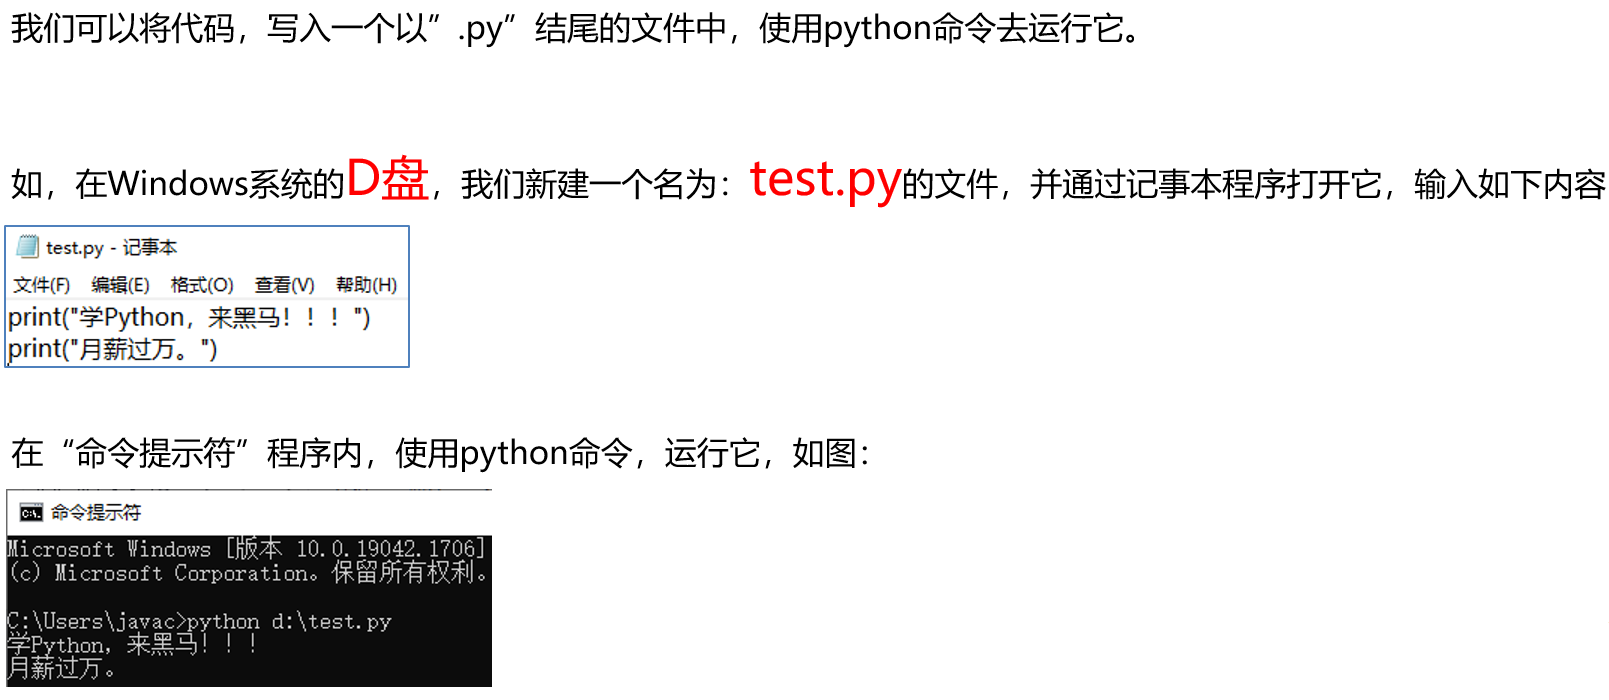 我们可以将代码，写入一个以”.py”结尾的文件中，使用python命令去运行它。
如，在Windows系统的D盘，我们新建一个名为：test.py的文件，并通过记事本程序打开它，输入如下内容
test.py - 记事本
文件(F) 编辑(E) 格式(O) 查看(V) 帮助(H)
print("学Python，来黑马！！！")
print("月薪过万。")
在“命令提示符”程序内，使用python命令，运行它，如图：
命令提示符
Microsoft Windows [版本 10.0.19042.1706]
(c) Microsoft Corporation。保留所有权利。
C:\Users\javac>python d:\test.py
学Python，来黑马！！！
月薪过万。